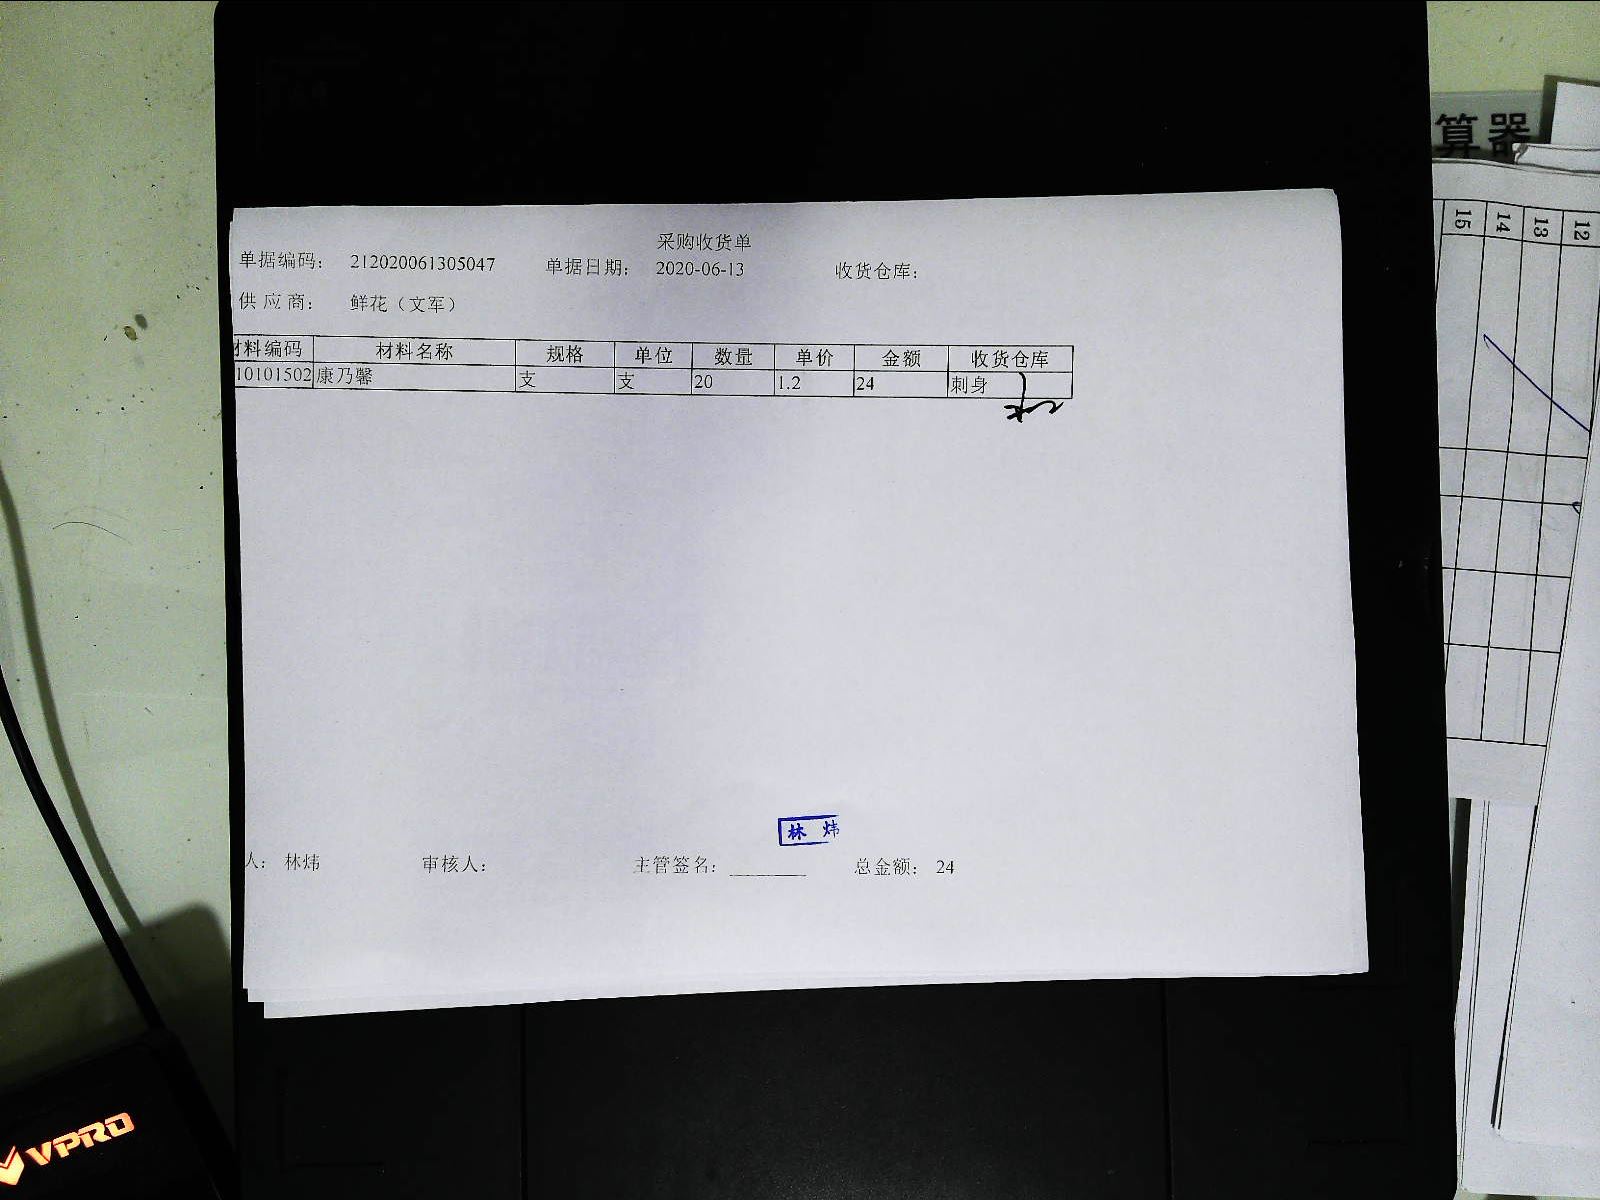 采购收货单
单据编码： 212020061305047 单据日期： 2020-06-13 收货仓库：
供 应 商： 鲜花（文军）
材料编码 材料名称 规格 单位 数量 单价 金额 收货仓库
10101502 康乃馨 支 支 20 1.2 24 刺身
林 炜
人： 林炜 审核人： 主管签名： 总金额： 24
算器
15 14 13 12
VPRO